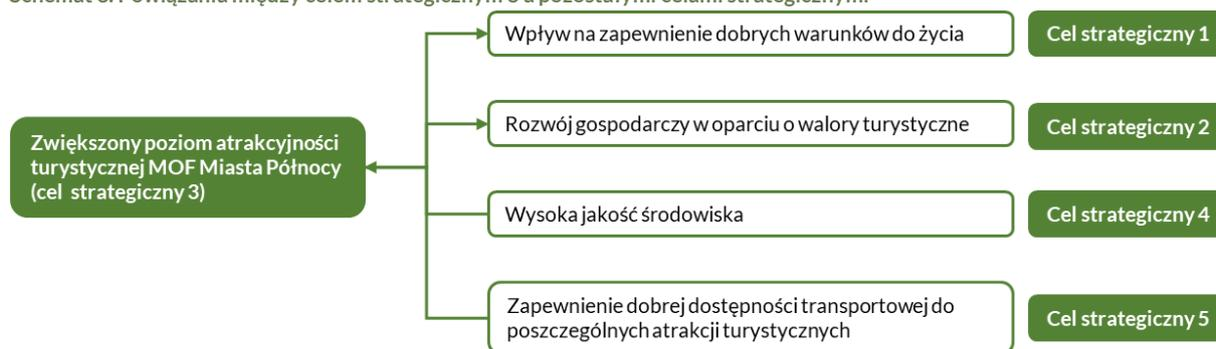 Wpływ na zapewnienie dobrych warunków do życia
Cel strategiczny 1
Rozwój gospodarczy w oparciu o walory turystyczne
Cel strategiczny 2
Zwiększony poziom atrakcyjności
turystycznej MOF Miasta Północy
(cel strategiczny 3)
Wysoka jakość środowiska
Cel strategiczny 4
Zapewnienie dobrej dostępności transportowej do
poszczególnych atrakcji turystycznych
Cel strategiczny 5